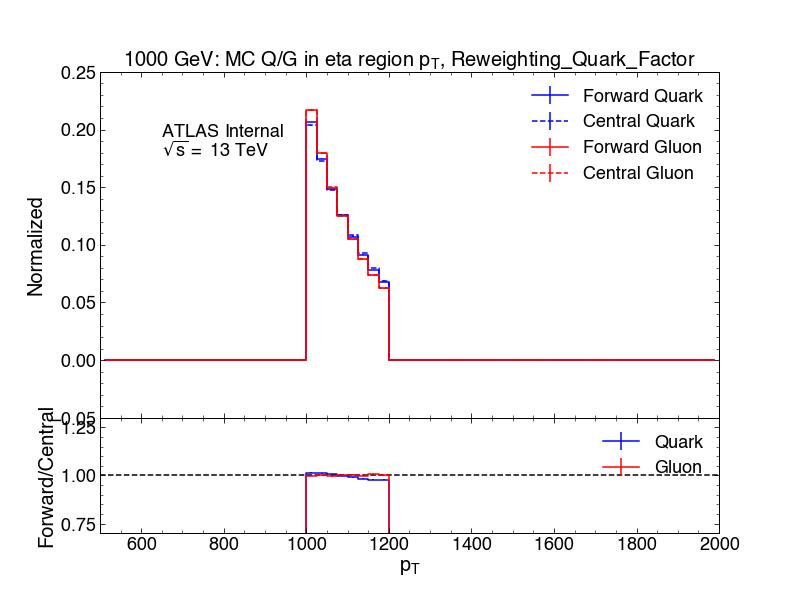 1000 GeV: MC Q/G in eta region pT, Reweighting_Quark_Factor
0.25
0.20
0.15
0.10
0.05
0.00
−0.05
Normalized
ATLAS Internal
√s = 13 TeV
Forward Quark
Central Quark
Forward Gluon
Central Gluon
1.25
1.00
0.75
Forward/Central
Quark
Gluon
600 800 1000 1200 1400 1600 1800 2000
pT